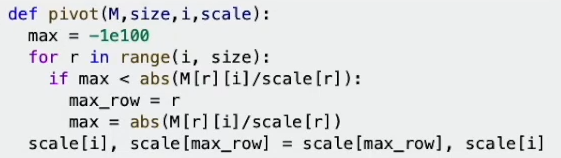 def pivot(M,size,i,scale):
  max = -1e100
  for r in range(i, size):
    if max < abs(M[r][i]/scale[r]):
      max_row = r
      max = abs(M[r][i]/scale[r])
  scale[i], scale[max_row] = scale[max_row], scale[i]